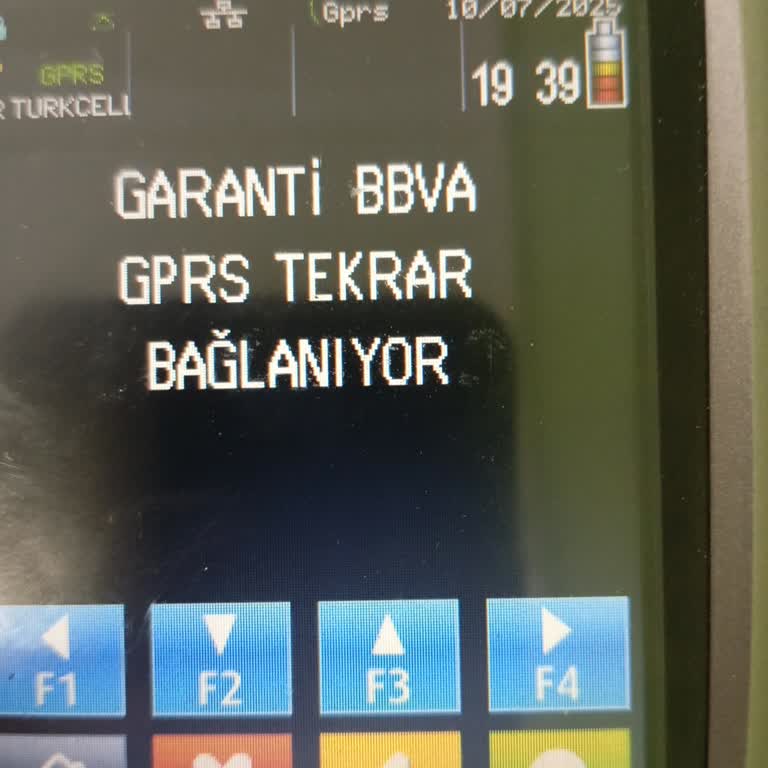 Gprs 10/07/2025
GPRS
R TURKCELL
19 39
GARANTİ BBVA
GPRS TEKRAR
BAĞLANIYOR
F1 F2 F3 F4